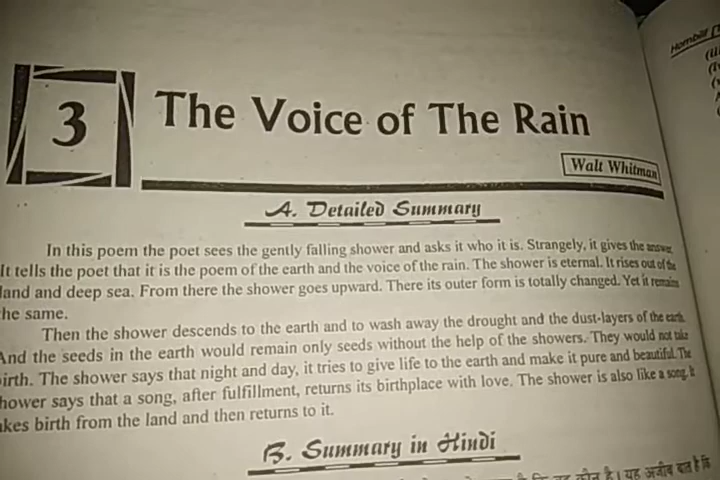 Hornbill
3
The Voice of The Rain
Walt Whitman
A. Detailed Summary
In this poem the poet sees the gently falling shower and asks it who it is. Strangely, it gives the answer.
It tells the poet that it is the poem of the earth and the voice of the rain. The shower is eternal. It rises out of the
land and deep sea. From there the shower goes upward. There its outer form is totally changed. Yet it remains
he same.
Then the shower descends to the earth and to wash away the drought and the dust-layers of the earth.
And the seeds in the earth would remain only seeds without the help of the showers. They would not take
birth. The shower says that night and day, it tries to give life to the earth and make it pure and beautiful. The
hower says that a song, after fulfillment, returns its birthplace with love. The shower is also like a song. It
akes birth from the land and then returns to it.
B. Summary in Hindi
कौन है। यह अजीब बात है कि